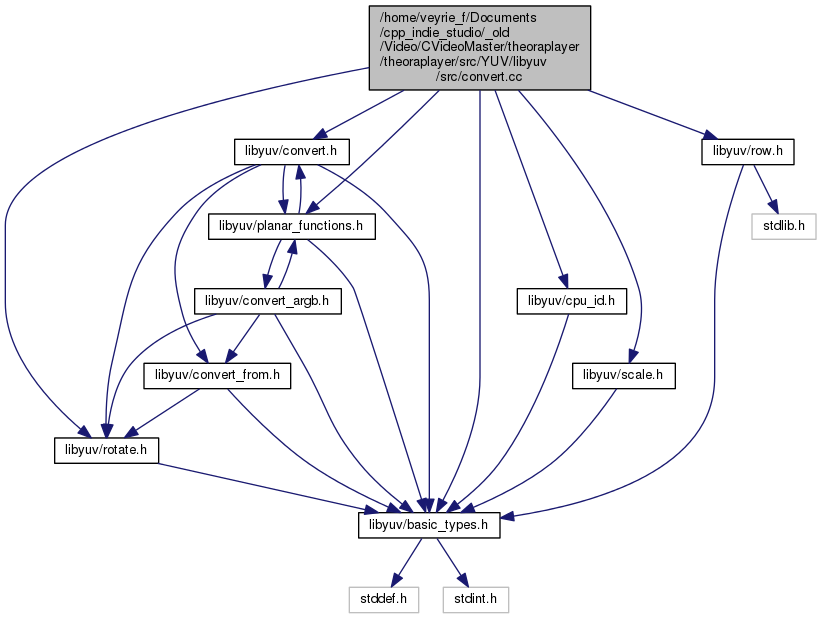 /home/veyrie_f/Documents
/cpp_indie_studio/_old
/Video/CVideoMaster/theoraplayer
/theoraplayer/src/YUV/libyuv
/src/convert.cc
libyuv/convert.h
libyuv/row.h
libyuv/planar_functions.h
stdlib.h
libyuv/convert_argb.h
libyuv/cpu_id.h
libyuv/convert_from.h
libyuv/scale.h
libyuv/rotate.h
libyuv/basic_types.h
stddef.h
stdint.h